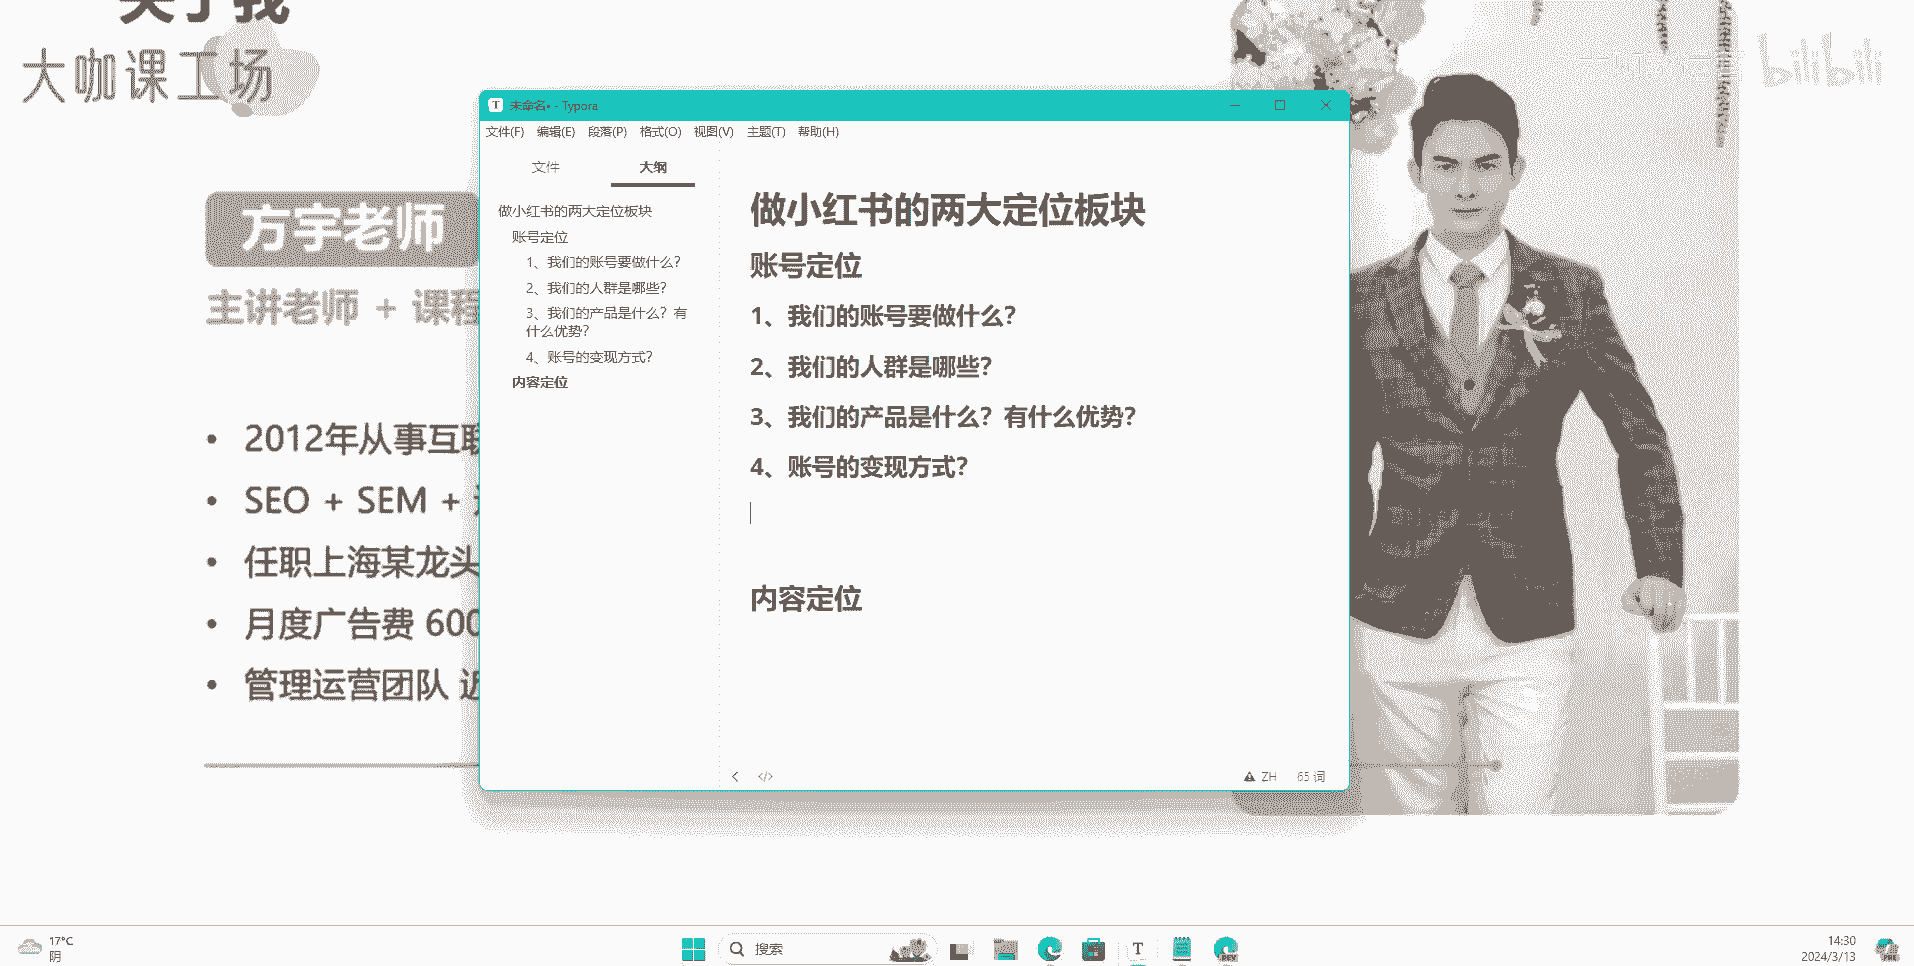 关于我
大咖课工场
bilibili
方宇老师
主讲老师 + 课程
• 2012年从事互联
• SEO + SEM +
• 任职上海某龙头
• 月度广告费 600
• 管理运营团队 近
未命名• - Typora
文件(F) 编辑(E) 段落(P) 格式(O) 视图(V) 主题(T) 帮助(H)
文件 大纲
做小红书的两大定位板块
账号定位
1、我们的账号要做什么？
2、我们的人群是哪些？
3、我们的产品是什么？有
什么优势？
4、账号的变现方式？
内容定位
做小红书的两大定位板块
账号定位
1、我们的账号要做什么？
2、我们的人群是哪些？
3、我们的产品是什么？有什么优势？
4、账号的变现方式？
内容定位
ZH 65 词
17°C
阴
搜索
14:30
2024/3/13